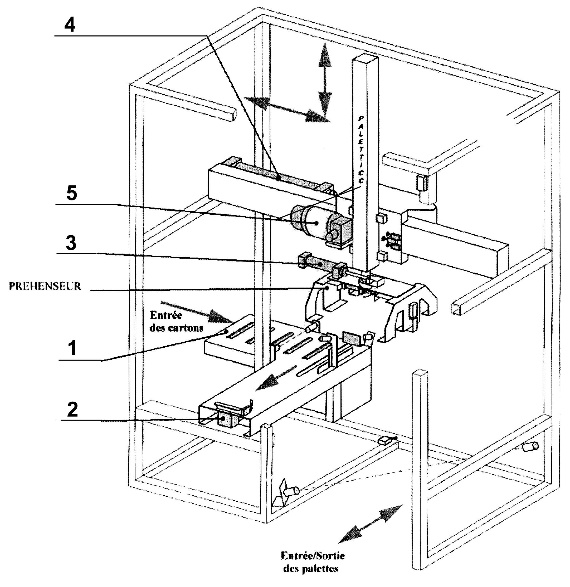 4
PALETTICC
5
3
PREHENSEUR
Entrée
des cartons
1
2
Entrée/Sortie
des palettes